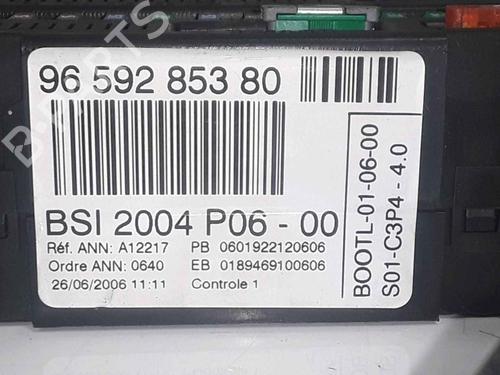 96 592 853 80
BSI 2004 P06 - 00
Réf. ANN: A12217 PB 0601922120606
Ordre ANN: 0640 EB 0189469100606
26/06/2006 11:11 Controle 1
BOOTL-01-06-00
S01-C3P4 - 4.0